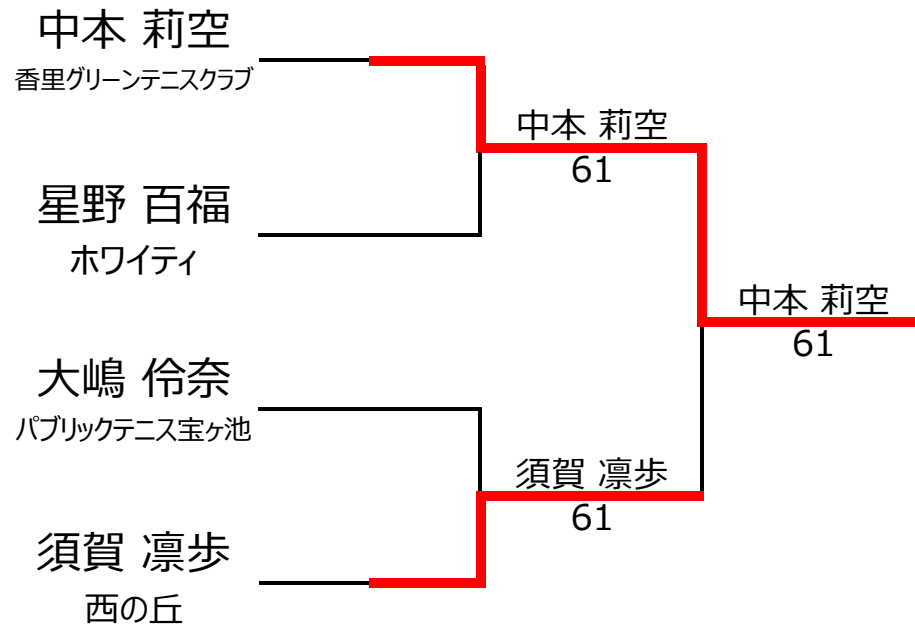 中本 莉空
香里グリーンテニスクラブ
中本 莉空
61
星野 百福
ホワイティ
中本 莉空
61
大嶋 伶奈
パブリックテニス宝ヶ池
須賀 凛歩
61
須賀 凛歩
西の丘